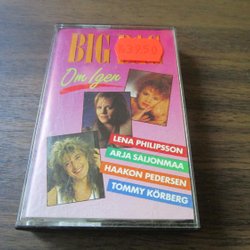 BIG
Om Igen
LENA PHILIPSSON
ARJA SAIJONMAA
HAAKON PEDERSEN
TOMMY KÖRBERG